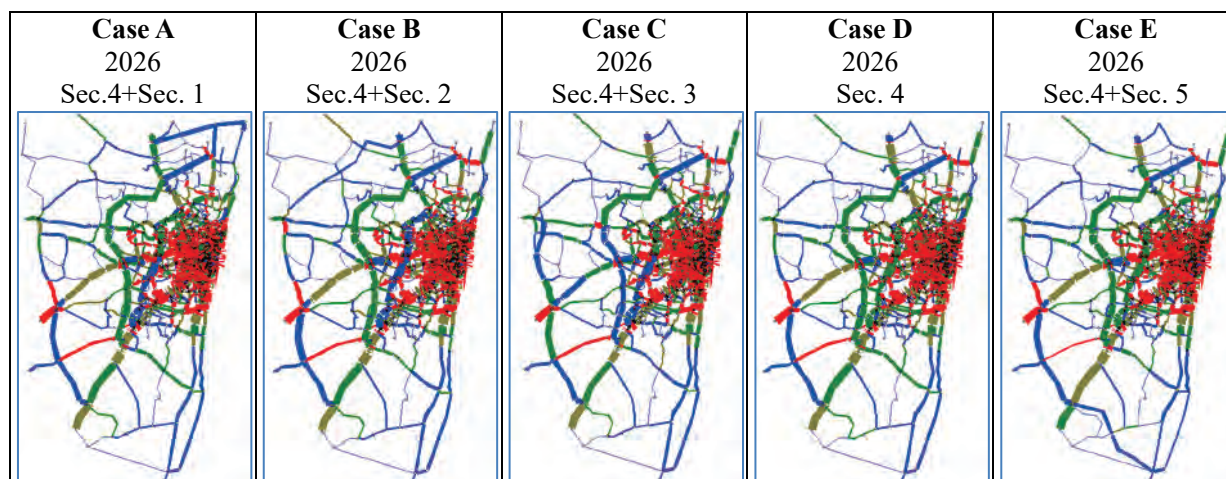 Case A
2026
Sec.4+Sec. 1
Case B
2026
Sec.4+Sec. 2
Case C
2026
Sec.4+Sec. 3
Case D
2026
Sec. 4
Case E
2026
Sec.4+Sec. 5